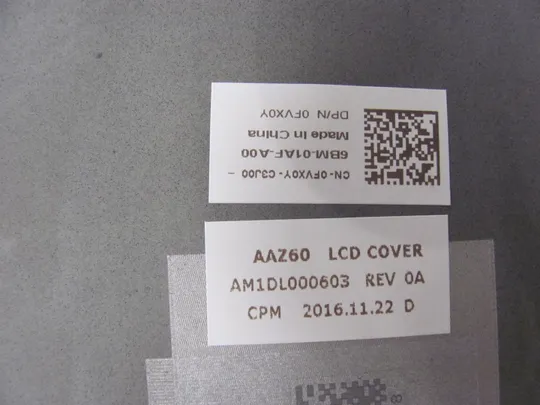 CN-0FVX0Y-C3J00-
6BM-01AF-A00
Made in China
DP/N 0FVX0Y
AAZ60 LCD COVER
AM1DL000603 REV 0A
CPM 2016.11.22 D